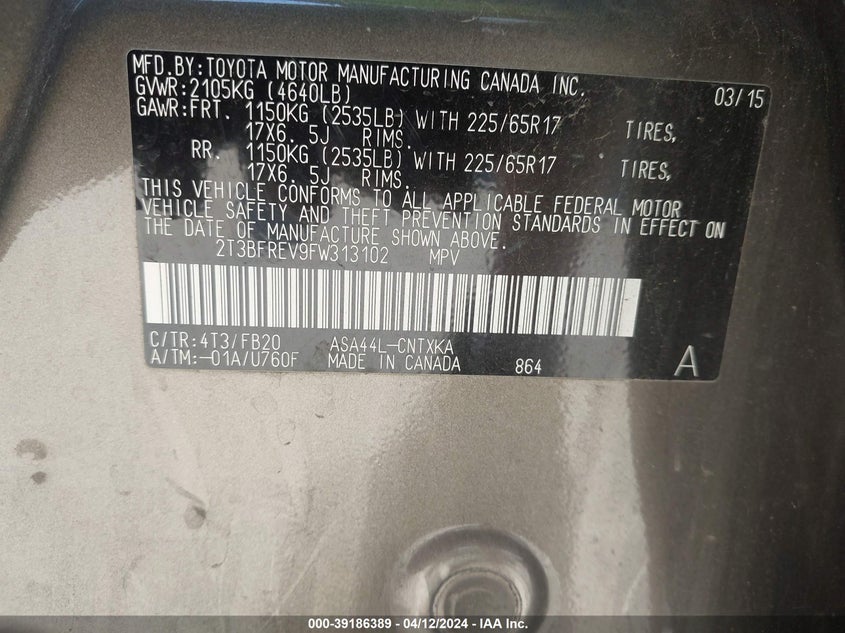 MFD.BY:TOYOTA MOTOR MANUFACTURING CANADA INC.
GVWR:2105KG (4640LB) 03/15
GAWR:FRT. 1150KG (2535LB) WITH 225/65R17 TIRES,
17X6.5J RIMS.
RR. 1150KG (2535LB) WITH 225/65R17 TIRES,
17X6.5J RIMS.
THIS VEHICLE CONFORMS TO ALL APPLICABLE FEDERAL MOTOR
VEHICLE SAFETY AND THEFT PREVENTION STANDARDS IN EFFECT ON
THE DATE OF MANUFACTURE SHOWN ABOVE.
2T3BFREV9FW313102 MPV
C/TR:4T3/FB20 ASA44L-CNTXKA
A/TM:-01A/U760F MADE IN CANADA 864 A
000-39186389 - 04/12/2024 - IAA Inc.